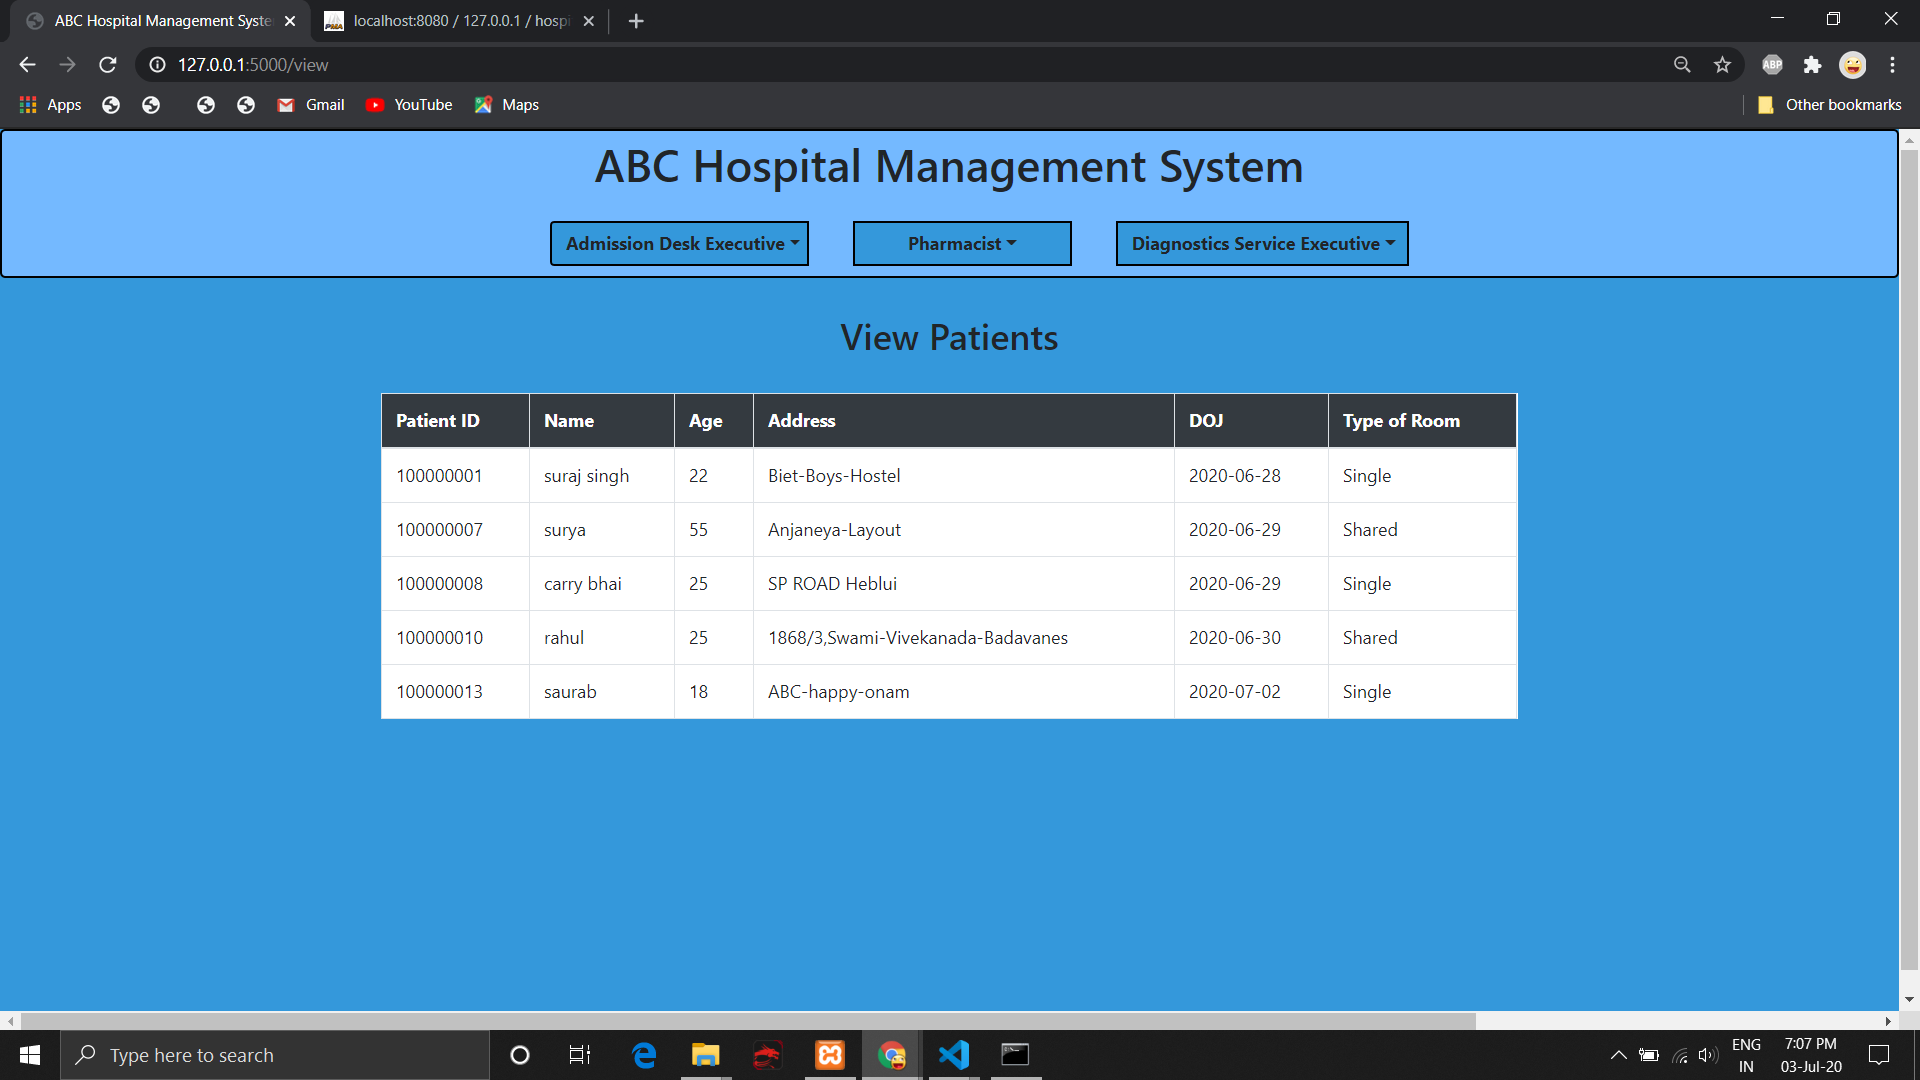 ABC Hospital Management Syste
localhost:8080 / 127.0.0.1 / hospi
127.0.0.1:5000/view
ABP
Apps Gmail YouTube Maps Other bookmarks
ABC Hospital Management System
Admission Desk Executive Pharmacist Diagnostics Service Executive
View Patients
Patient ID Name Age Address DOJ Type of Room
100000001 suraj singh 22 Biet-Boys-Hostel 2020-06-28 Single
100000007 surya 55 Anjaneya-Layout 2020-06-29 Shared
100000008 carry bhai 25 SP ROAD Heblui 2020-06-29 Single
100000010 rahul 25 1868/3,Swami-Vivekanada-Badavanes 2020-06-30 Shared
100000013 saurab 18 ABC-happy-onam 2020-07-02 Single
Type here to search
ENG 7:07 PM
IN 03-Jul-20